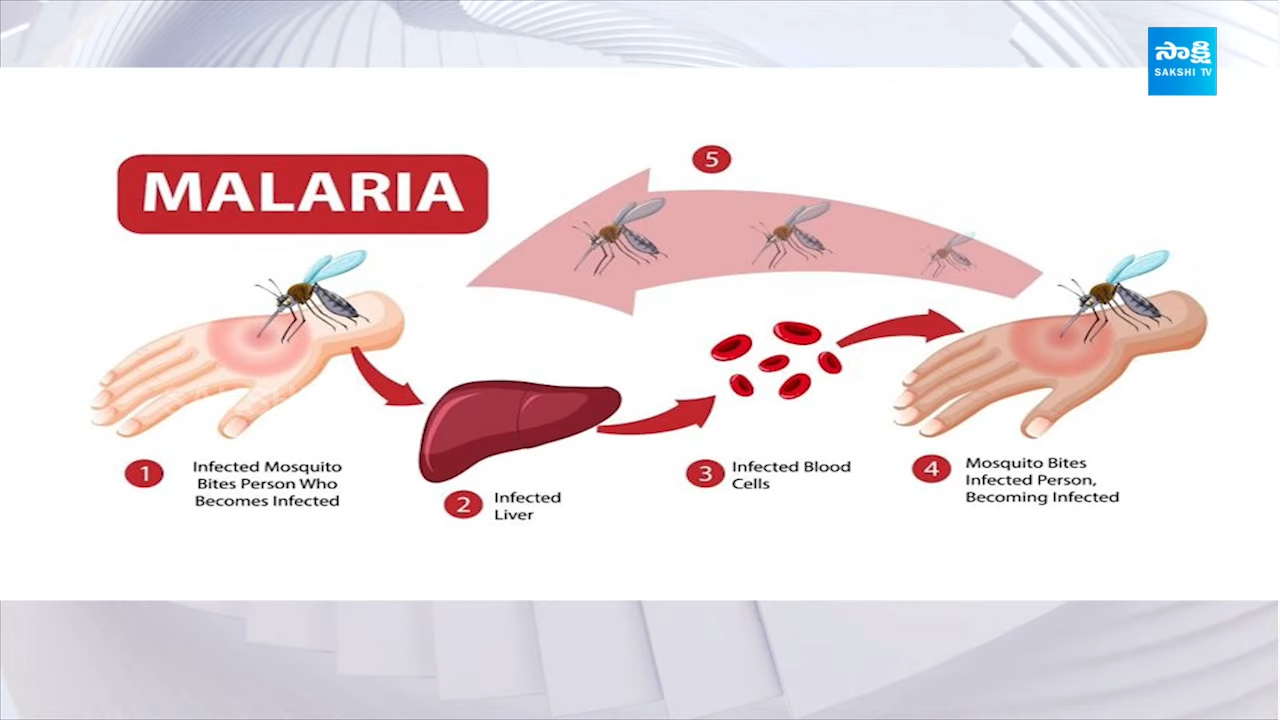 సాక్షి
SAKSHI TV
MALARIA
5
1
Infected Mosquito
Bites Person Who
Becomes Infected
2
Infected
Liver
3
Infected Blood
Cells
4
Mosquito Bites
Infected Person,
Becoming Infected